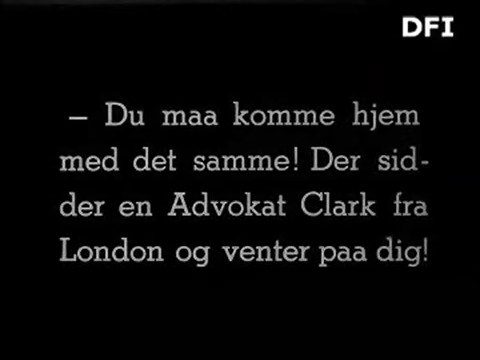 DFI
– Du maa komme hjem
med det samme! Der sid-
der en Advokat Clark fra
London og venter paa dig!